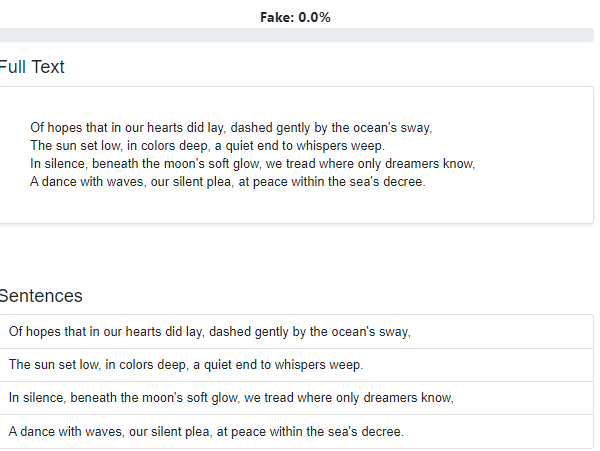 Fake: 0.0%
Full Text
Of hopes that in our hearts did lay, dashed gently by the ocean's sway,
The sun set low, in colors deep, a quiet end to whispers weep.
In silence, beneath the moon's soft glow, we tread where only dreamers know,
A dance with waves, our silent plea, at peace within the sea's decree.
Sentences
Of hopes that in our hearts did lay, dashed gently by the ocean's sway,
The sun set low, in colors deep, a quiet end to whispers weep.
In silence, beneath the moon's soft glow, we tread where only dreamers know,
A dance with waves, our silent plea, at peace within the sea's decree.